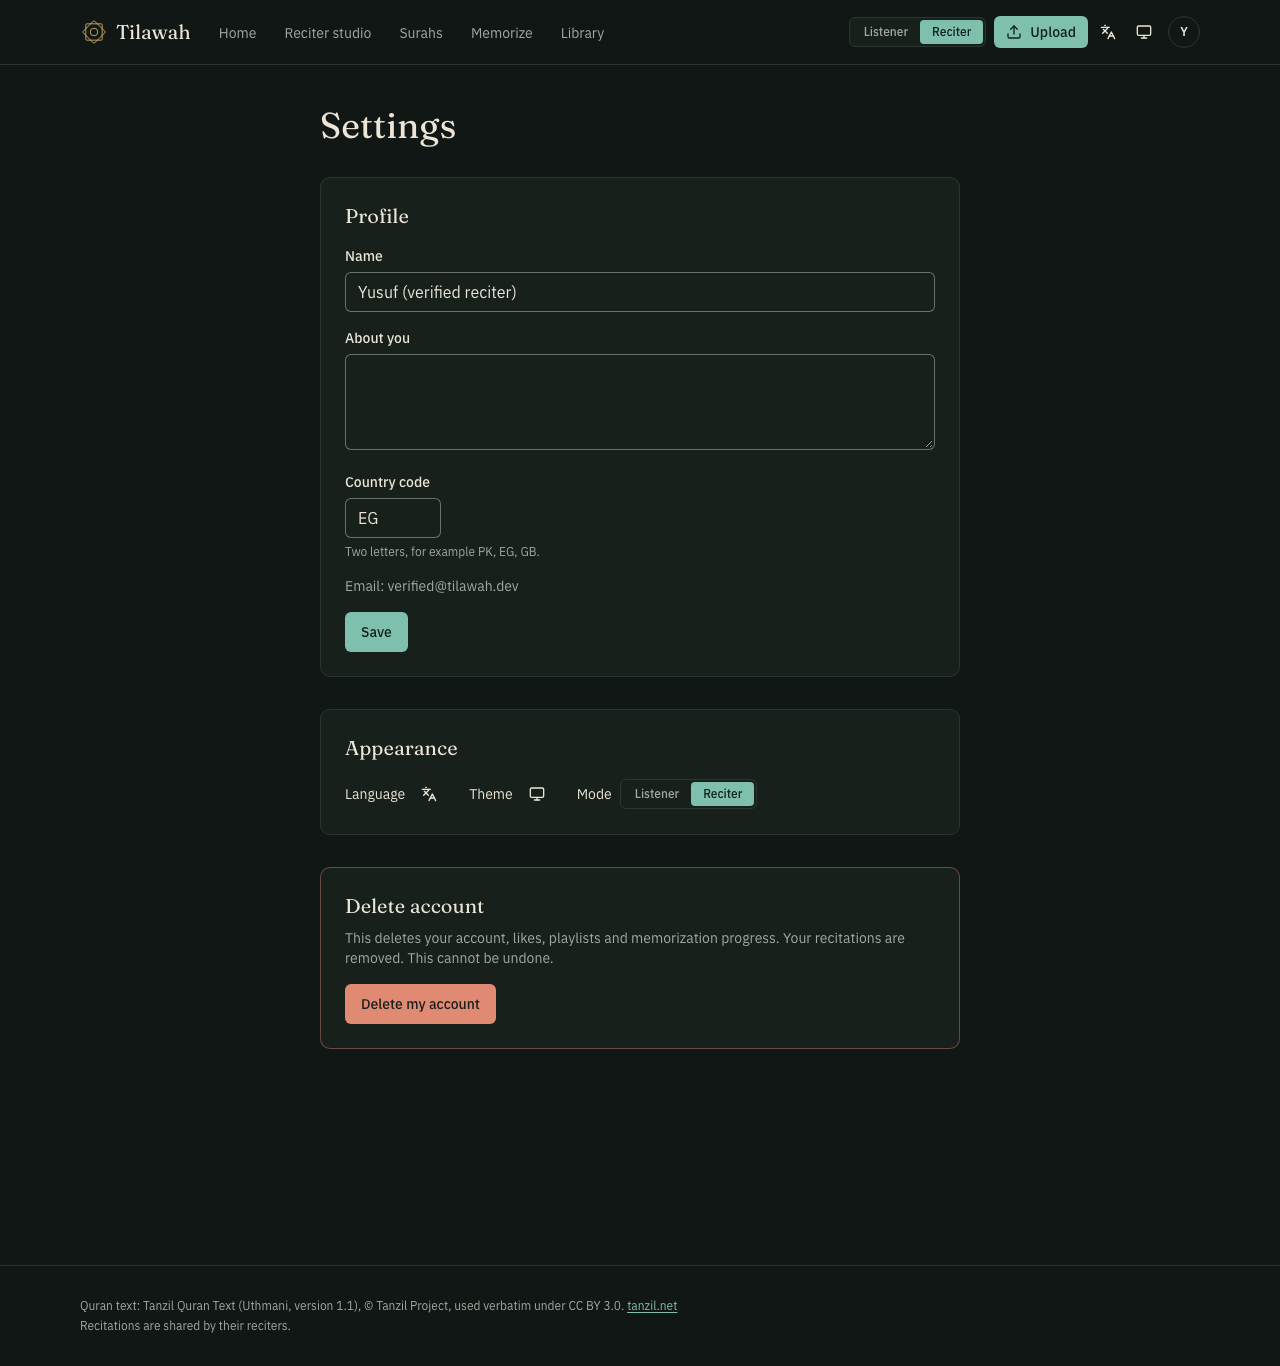 Tilawah Home Reciter studio Surahs Memorize Library Listener Reciter Upload Y
Settings
Profile
Name
Yusuf (verified reciter)
About you
Country code
EG
Two letters, for example PK, EG, GB.
Email: verified@tilawah.dev
Save
Appearance
Language Theme Mode Listener Reciter
Delete account
This deletes your account, likes, playlists and memorization progress. Your recitations are
removed. This cannot be undone.
Delete my account
Quran text: Tanzil Quran Text (Uthmani, version 1.1), © Tanzil Project, used verbatim under CC BY 3.0. tanzil.net
Recitations are shared by their reciters.